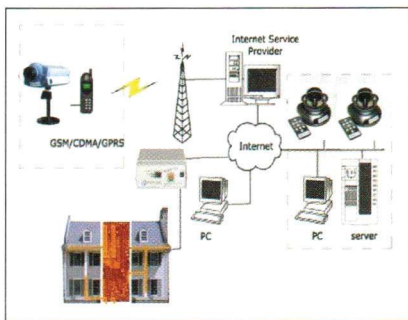 Internet Service
Provider
GSM/CDMA/GPRS
Internet
PC
PC
server